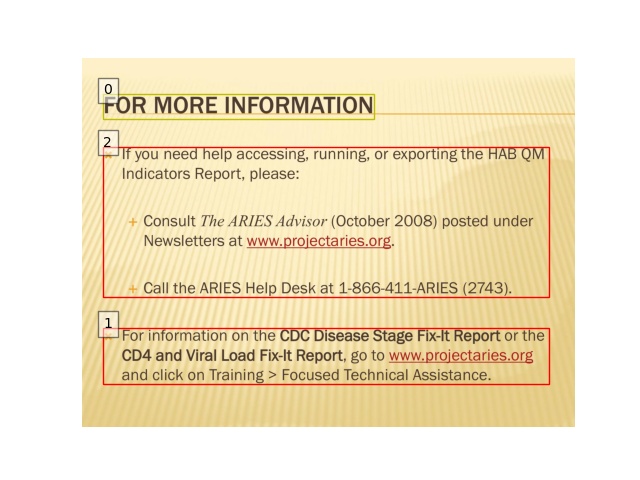 0
FOR MORE INFORMATION
2
If you need help accessing, running, or exporting the HAB QM
Indicators Report, please:
+ Consult The ARIES Advisor (October 2008) posted under
Newsletters at www.projectaries.org.
+ Call the ARIES Help Desk at 1-866-411-ARIES (2743).
1
For information on the CDC Disease Stage Fix-It Report or the
CD4 and Viral Load Fix-It Report, go to www.projectaries.org
and click on Training > Focused Technical Assistance.